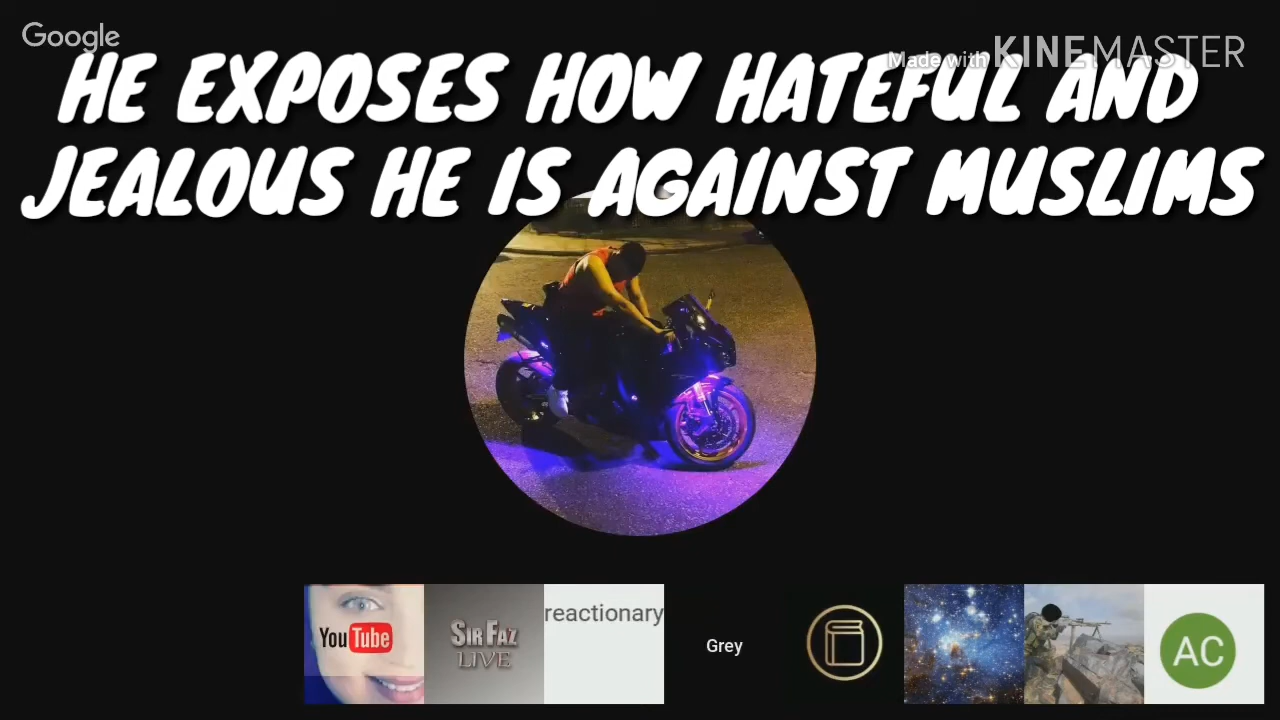 Google
Made with KINEMASTER
HE EXPOSES HOW HATEFUL AND
JEALOUS HE IS AGAINST MUSLIMS
YouTube
SIR FAZ
LIVE
reactionary
Grey
AC